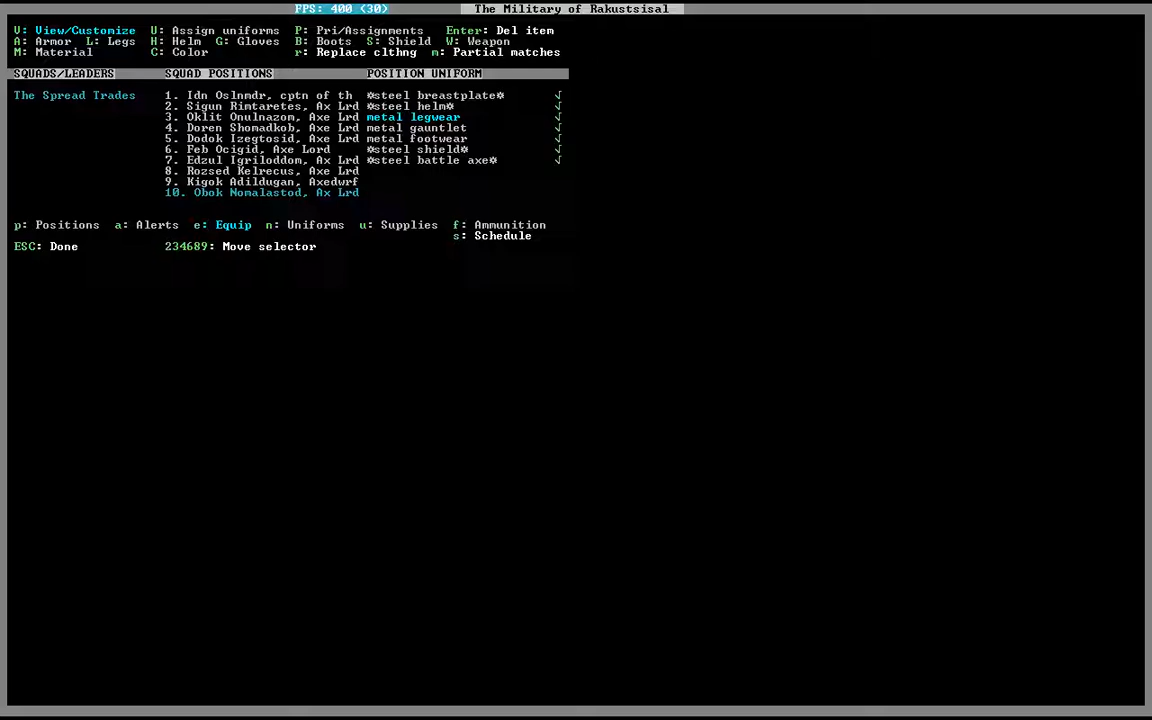 FPS: 400 (30) The Military of Rakustsisal
V: View/Customize U: Assign uniforms P: Pri/Assignments Enter: Del item
A: Armor L: Legs H: Helm G: Gloves B: Boots S: Shield W: Weapon
M: Material C: Color r: Replace clthng m: Partial matches
SQUADS/LEADERS SQUAD POSITIONS POSITION UNIFORM
The Spread Trades 1. Idn Oslnmdr, cptn of th ☼steel breastplate☼ √
2. Sigun Rimtaretes, Ax Lrd ☼steel helm☼ √
3. Oklit Onulnazom, Axe Lrd metal legwear √
4. Doren Shomadkob, Axe Lrd metal gauntlet √
5. Dodok Izegtosid, Axe Lrd metal footwear √
6. Feb Ocigid, Axe Lord ☼steel shield☼ √
7. Edzul Igriloddom, Ax Lrd ☼steel battle axe☼ √
8. Rozsed Kelrecus, Axe Lrd
9. Kigok Adildugan, Axedwrf
10. Obok Nomalastod, Ax Lrd
p: Positions a: Alerts e: Equip n: Uniforms u: Supplies f: Ammunition
s: Schedule
ESC: Done 234689: Move selector